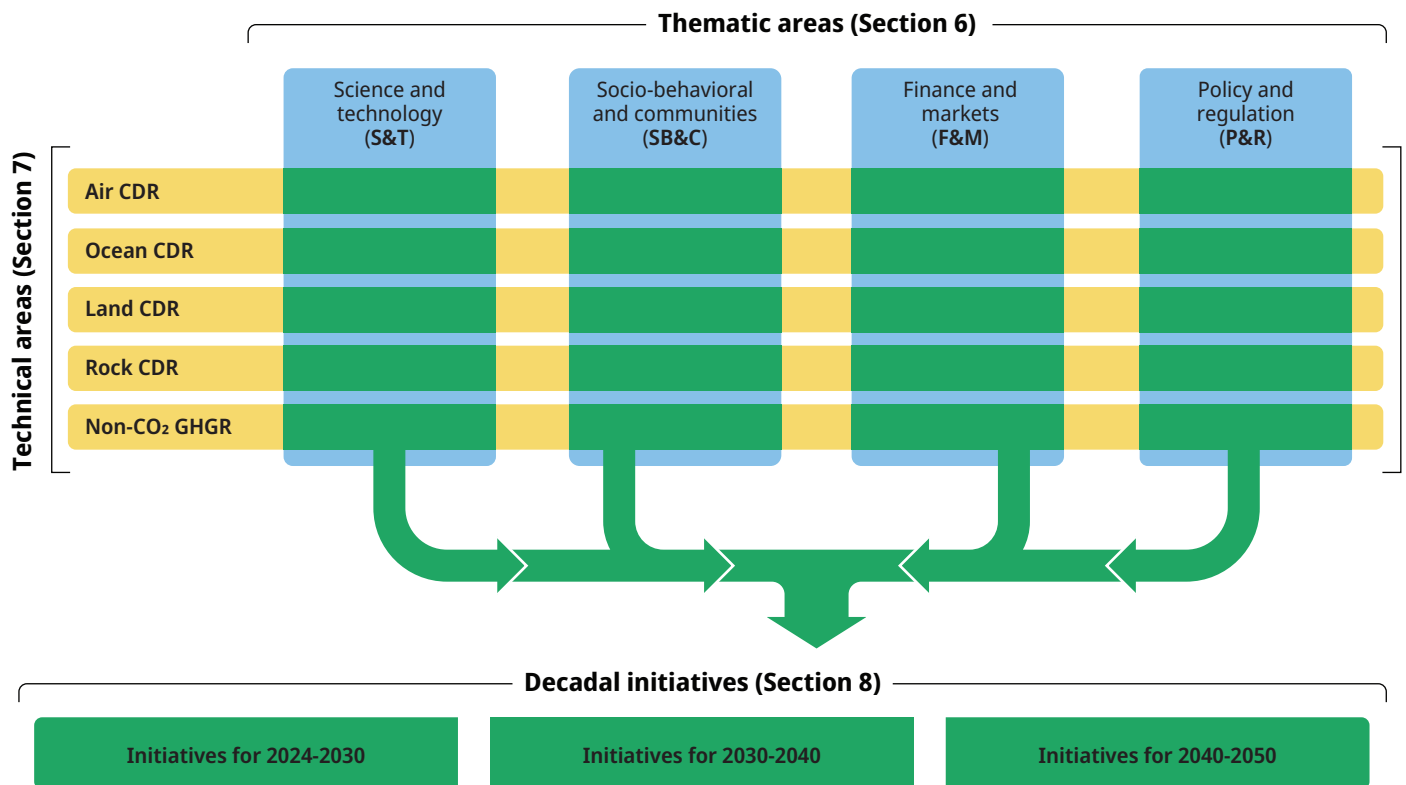 Thematic areas (Section 6)
Science and
technology
(S&T)
Socio-behavioral
and communities
(SB&C)
Finance and
markets
(F&M)
Policy and
regulation
(P&R)
Technical areas (Section 7)
Air CDR
Ocean CDR
Land CDR
Rock CDR
Non-CO₂ GHGR
Decadal initiatives (Section 8)
Initiatives for 2024-2030
Initiatives for 2030-2040
Initiatives for 2040-2050